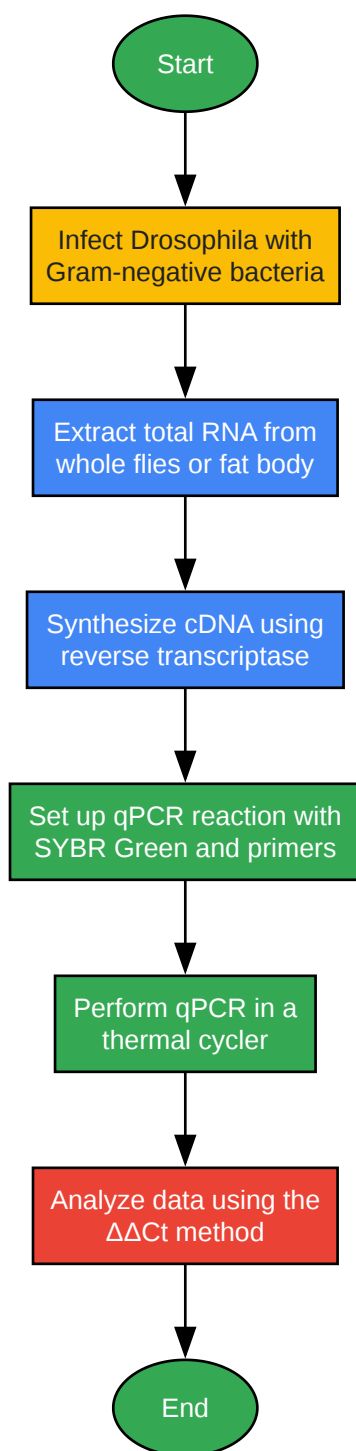 Start
Infect Drosophila with
Gram-negative bacteria
Extract total RNA from
whole flies or fat body
Synthesize cDNA using
reverse transcriptase
Set up qPCR reaction with
SYBR Green and primers
Perform qPCR in a
thermal cycler
Analyze data using the
ΔΔCt method
End